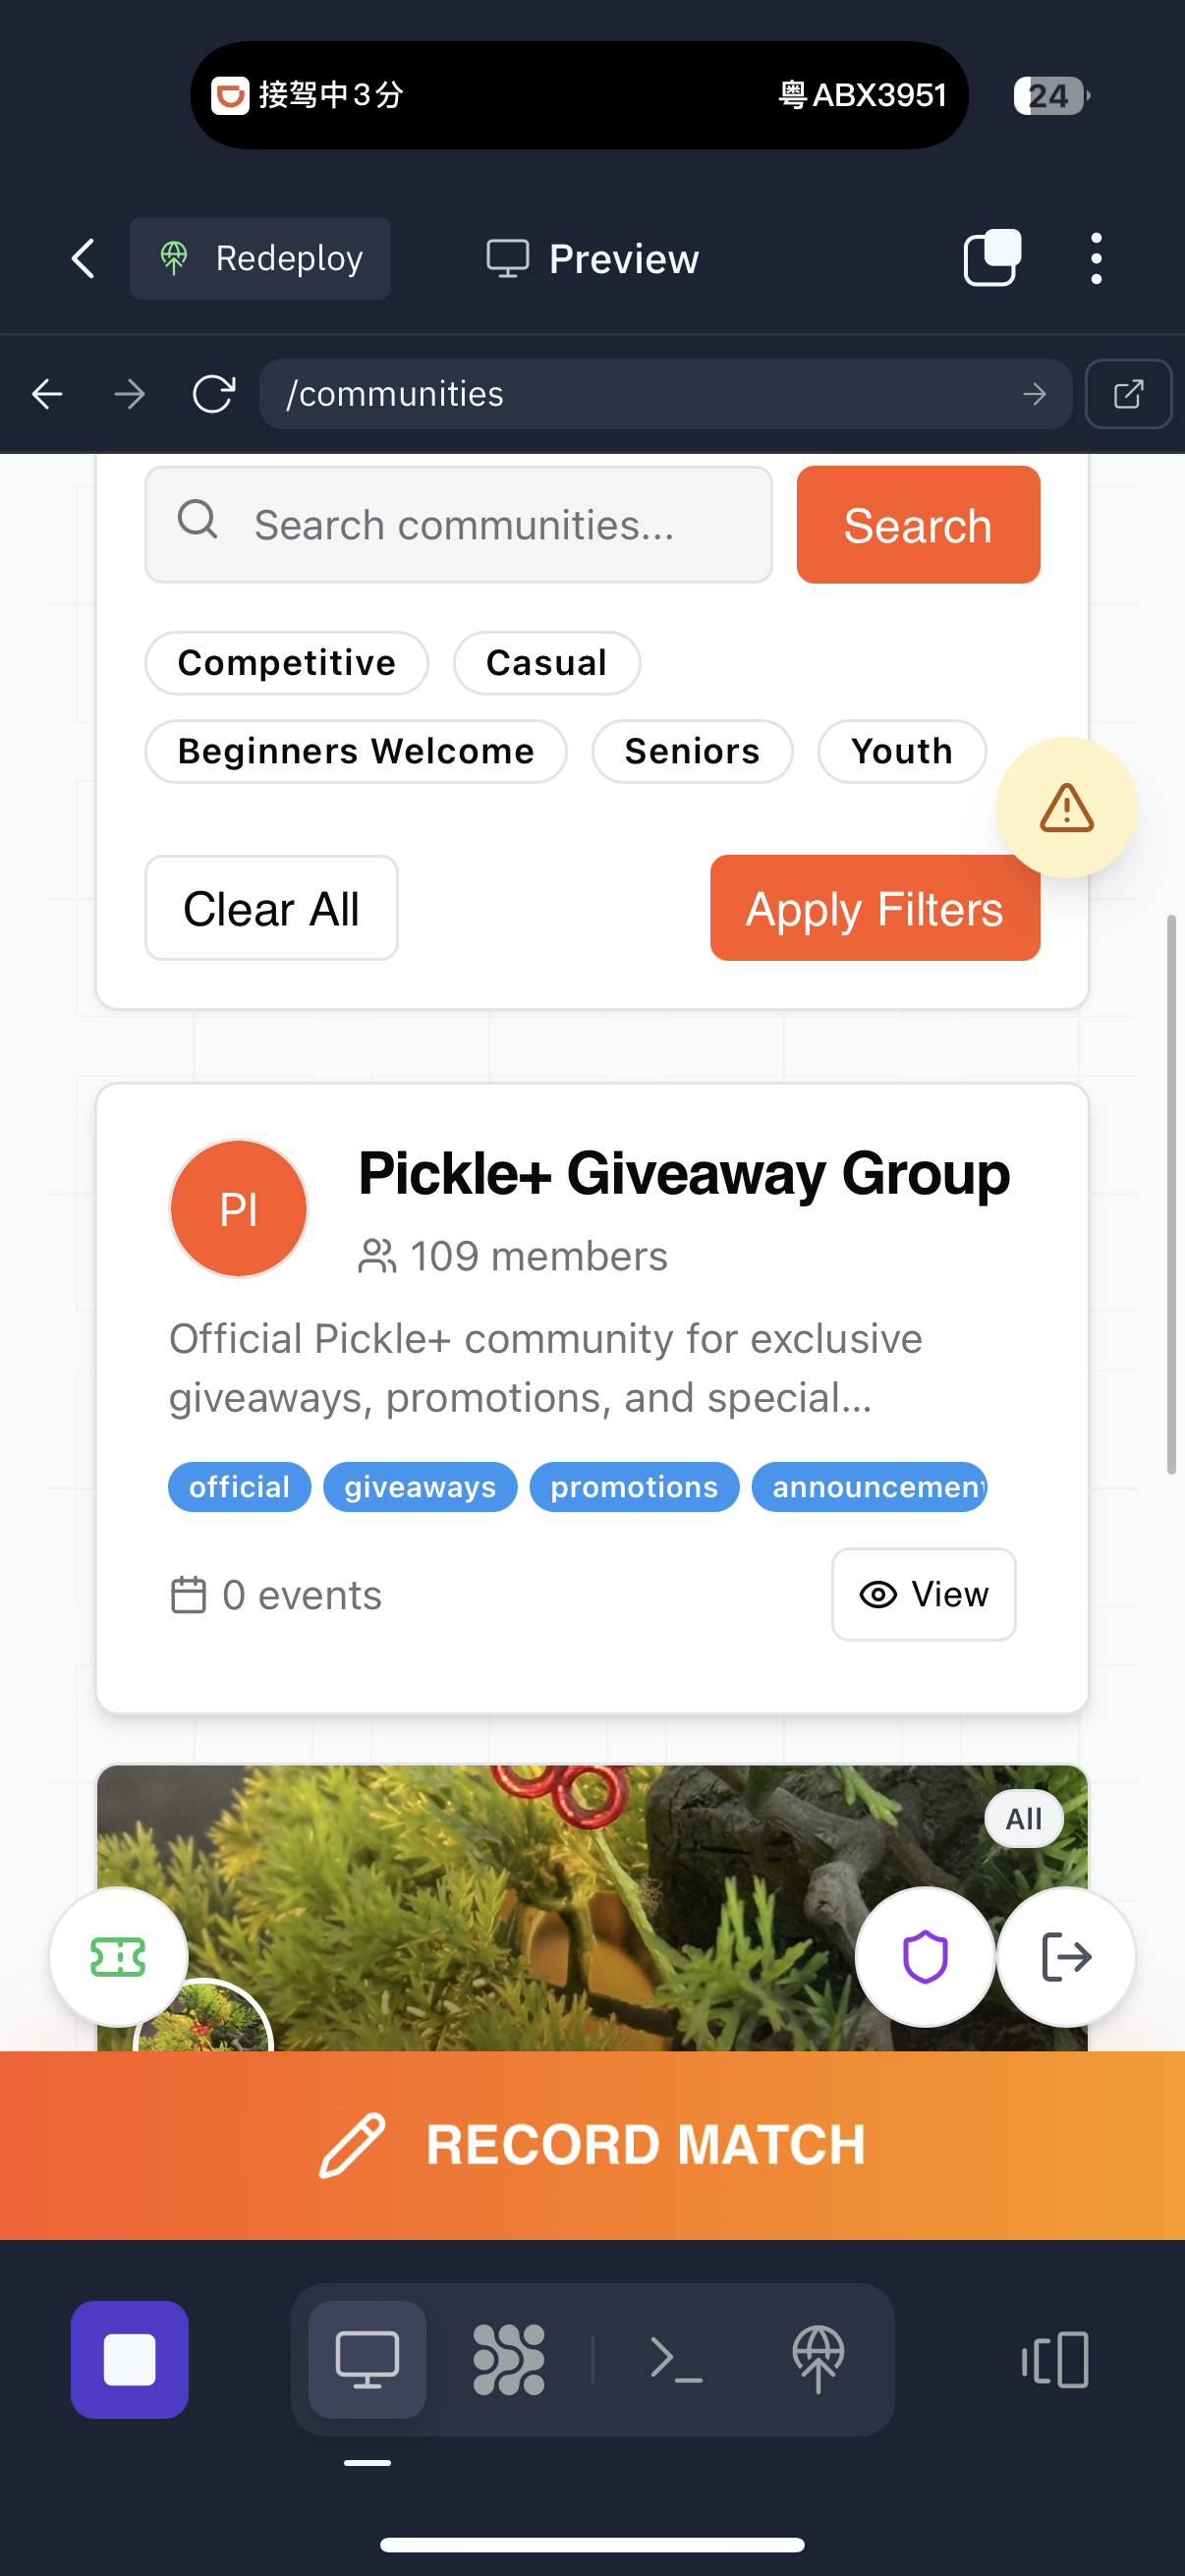 接驾中3分
粤ABX3951
24
Redeploy
Preview
/communities
Search communities...
Search
Competitive
Casual
Beginners Welcome
Seniors
Youth
Clear All
Apply Filters
PI
Pickle+ Giveaway Group
109 members
Official Pickle+ community for exclusive
giveaways, promotions, and special...
official
giveaways
promotions
announcement
0 events
View
All
RECORD MATCH